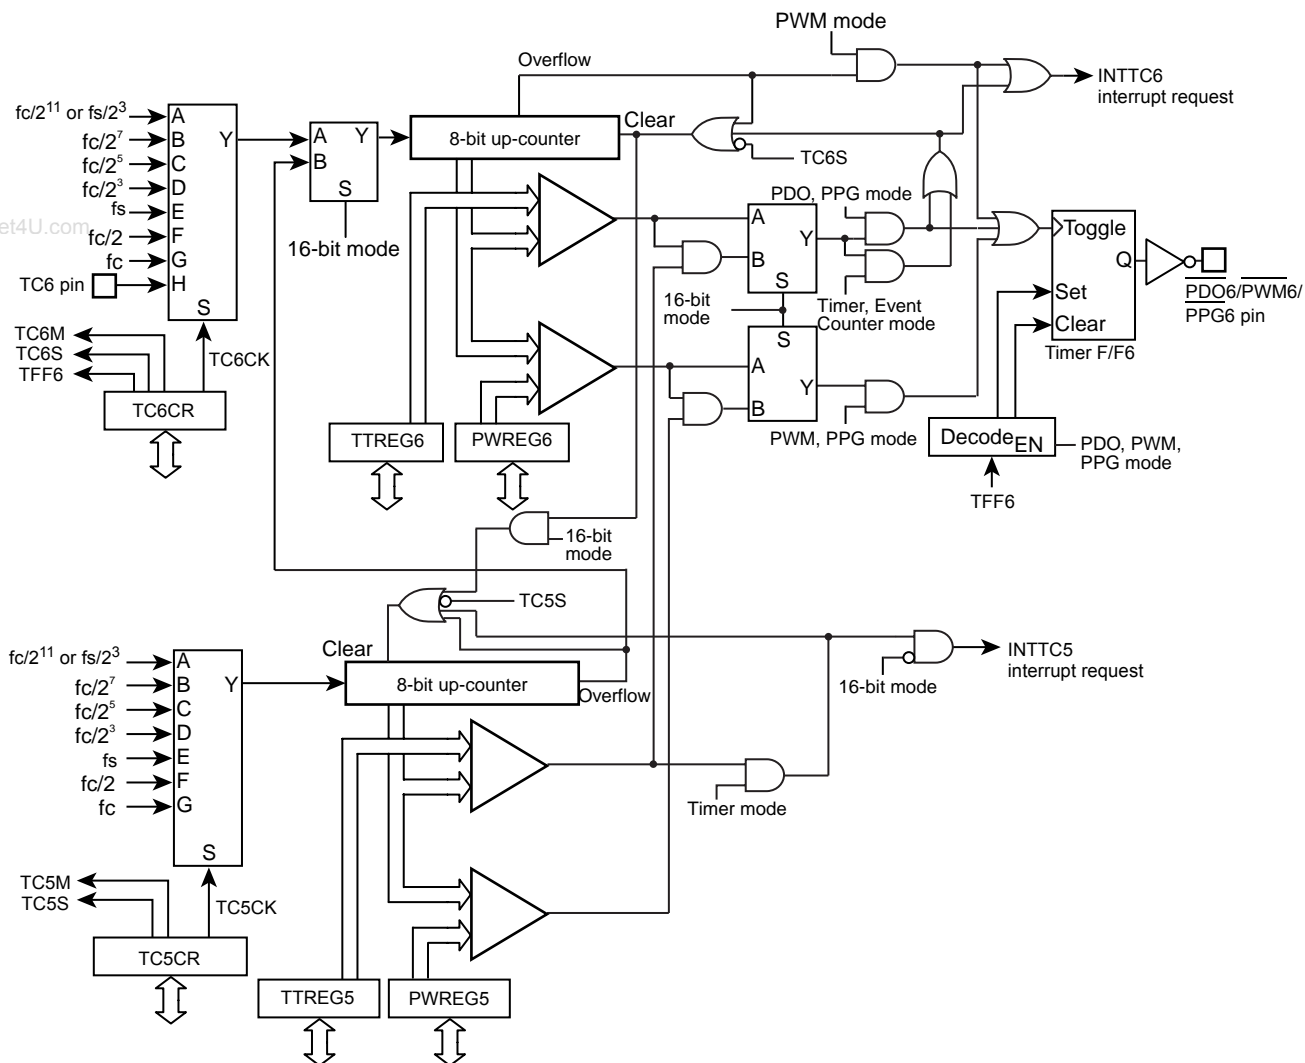 PWM mode
Overflow
INTTC6
interrupt request
fc/2¹¹ or fs/2³
fc/2⁷
fc/2⁵
fc/2³
fs
fc/2
fc
TC6 pin
A
B
C
D
E
F
G
H
Y
S
A
B
Y
S
16-bit mode
8-bit up-counter
Clear
TC6S
PDO, PPG mode
A
B
Y
S
16-bit
mode
Timer, Event
Counter mode
S
A
B
Y
PWM, PPG mode
Toggle
Q
Set
Clear
Timer F/F6
PDO6/PWM6/
PPG6 pin
Decode
EN
PDO, PWM,
PPG mode
TFF6
TC6M
TC6S
TFF6
TC6CK
TC6CR
TTREG6
PWREG6
et4U.com
16-bit
mode
TC5S
Clear
8-bit up-counter
Overflow
INTTC5
interrupt request
16-bit mode
fc/2¹¹ or fs/2³
fc/2⁷
fc/2⁵
fc/2³
fs
fc/2
fc
A
B
C
D
E
F
G
Y
S
Timer mode
TC5M
TC5S
TC5CK
TC5CR
TTREG5
PWREG5